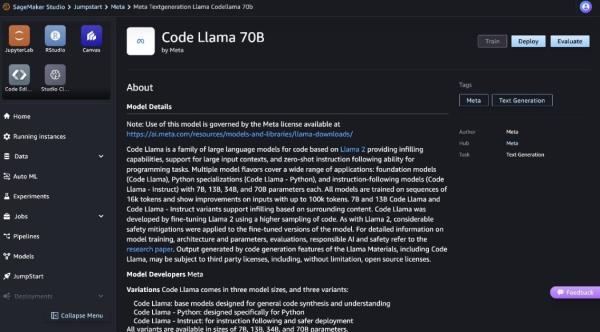 SageMaker Studio > Jumpstart > Meta > Meta Textgeneration Llama Codellama 70b
JupyterLab
RStudio
Canvas
Code Edi...
Studio Cl...
Home
Running instances
Data
Auto ML
Experiments
Jobs
Pipelines
Models
JumpStart
Deployments
Collapse Menu
Code Llama 70B
by Meta
Train
Deploy
Evaluate
About
Model Details
Note: Use of this model is governed by the Meta license available at
https://ai.meta.com/resources/models-and-libraries/llama-downloads/
Code Llama is a family of large language models for code based on Llama 2 providing infilling
capabilities, support for large input contexts, and zero-shot instruction following ability for
programming tasks. Multiple model flavors cover a wide range of applications: foundation models
(Code Llama), Python specializations (Code Llama - Python), and instruction-following models (Code
Llama - Instruct) with 7B, 13B, 34B, and 70B parameters each. All models are trained on sequences of
16k tokens and show improvements on inputs with up to 100k tokens. 7B and 13B Code Llama and
Code Llama - Instruct variants support infilling based on surrounding content. Code Llama was
developed by fine-tuning Llama 2 using a higher sampling of code. As with Llama 2, considerable
safety mitigations were applied to the fine-tuned versions of the model. For detailed information on
model training, architecture and parameters, evaluations, responsible AI and safety refer to the
research paper. Output generated by code generation features of the Llama Materials, including Code
Llama, may be subject to third party licenses, including, without limitation, open source licenses.
Model Developers Meta
Variations Code Llama comes in three model sizes, and three variants:
Code Llama: base models designed for general code synthesis and understanding
Code Llama - Python: designed specifically for Python
Code Llama - Instruct: for instruction following and safer deployment
All variants are available in sizes of 7B, 13B, 34B, and 70B parameters.
Tags
Meta
Text Generation
Author Meta
Hub Meta
Task Text Generation
Feedback